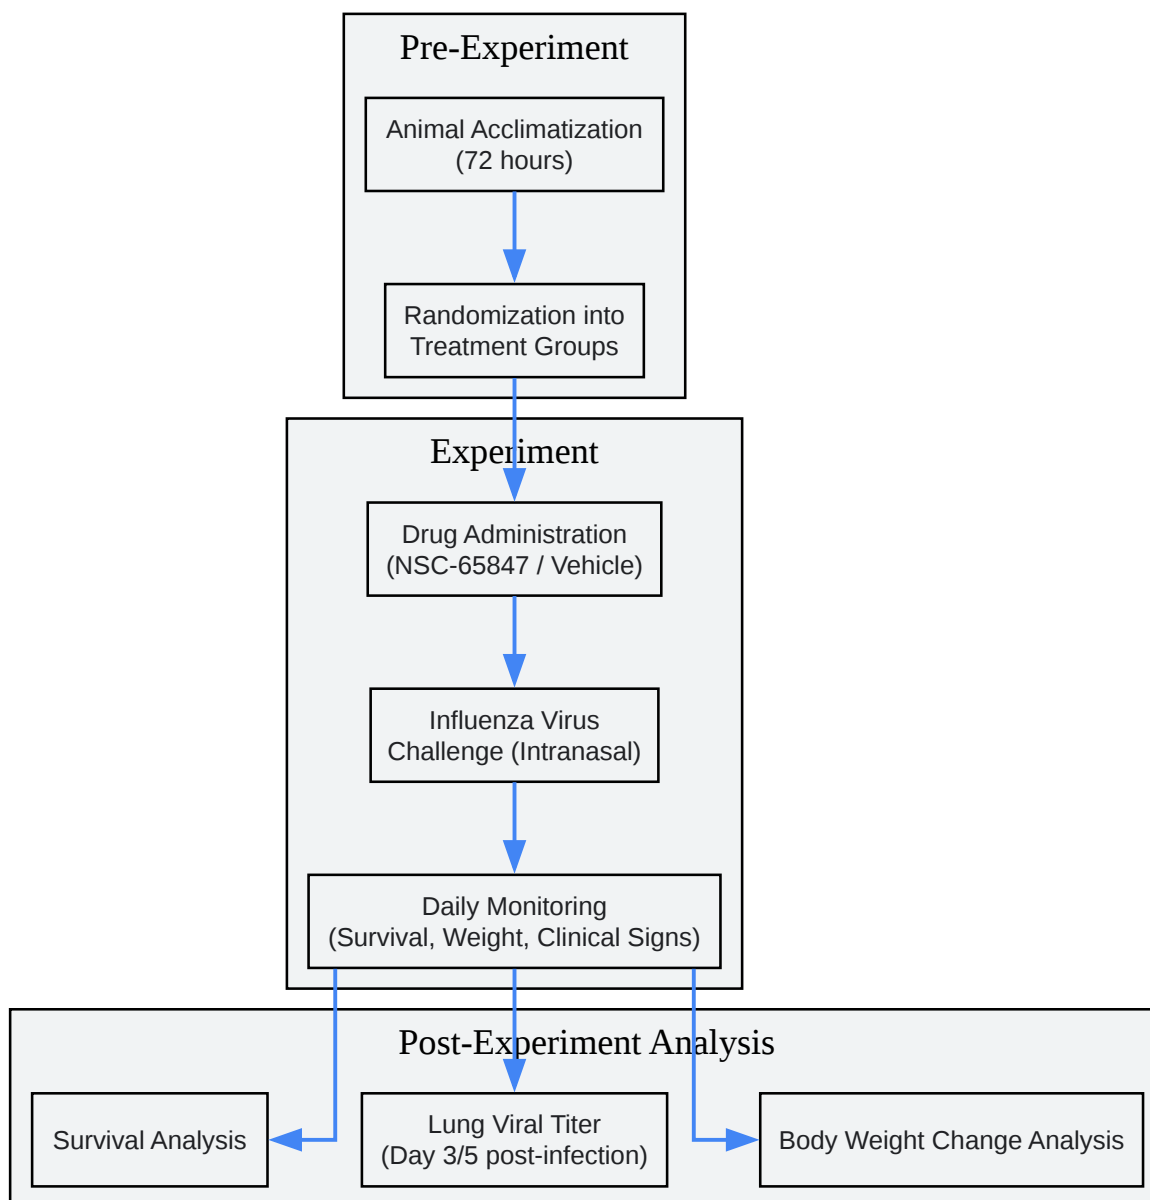 Pre-Experiment
Animal Acclimatization
(72 hours)
Randomization into
Treatment Groups
Experiment
Drug Administration
(NSC-65847 / Vehicle)
Influenza Virus
Challenge (Intranasal)
Daily Monitoring
(Survival, Weight, Clinical Signs)
Post-Experiment Analysis
Survival Analysis
Lung Viral Titer
(Day 3/5 post-infection)
Body Weight Change Analysis